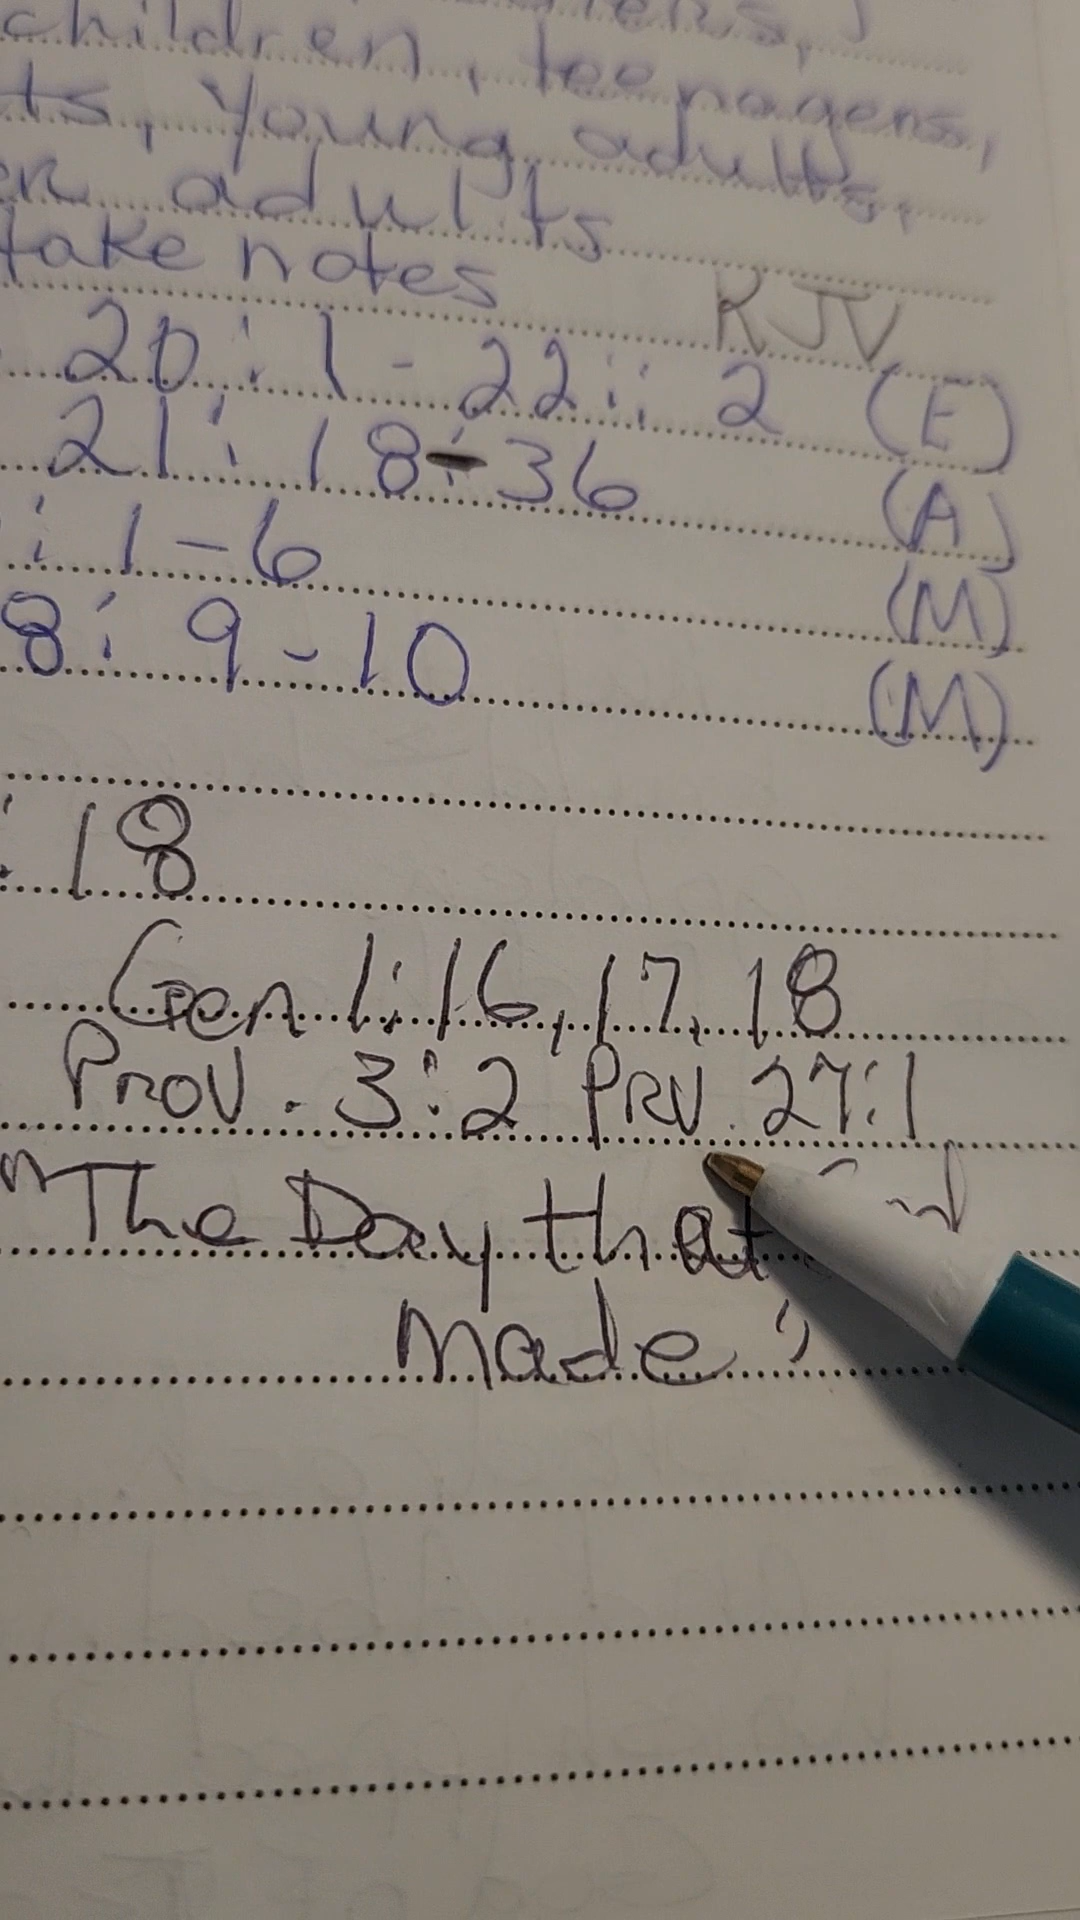 children, teenagers,
ts, young adults,
er adults
take notes
KJV
20:1 - 22:: 2 (E)
21: 18-36 (A)
: 1-6 (M)
8: 9-10 (M)
:18
Gen 1:16,17,18
Prov. 3:2 PRV. 27:1
"The Day that
made"